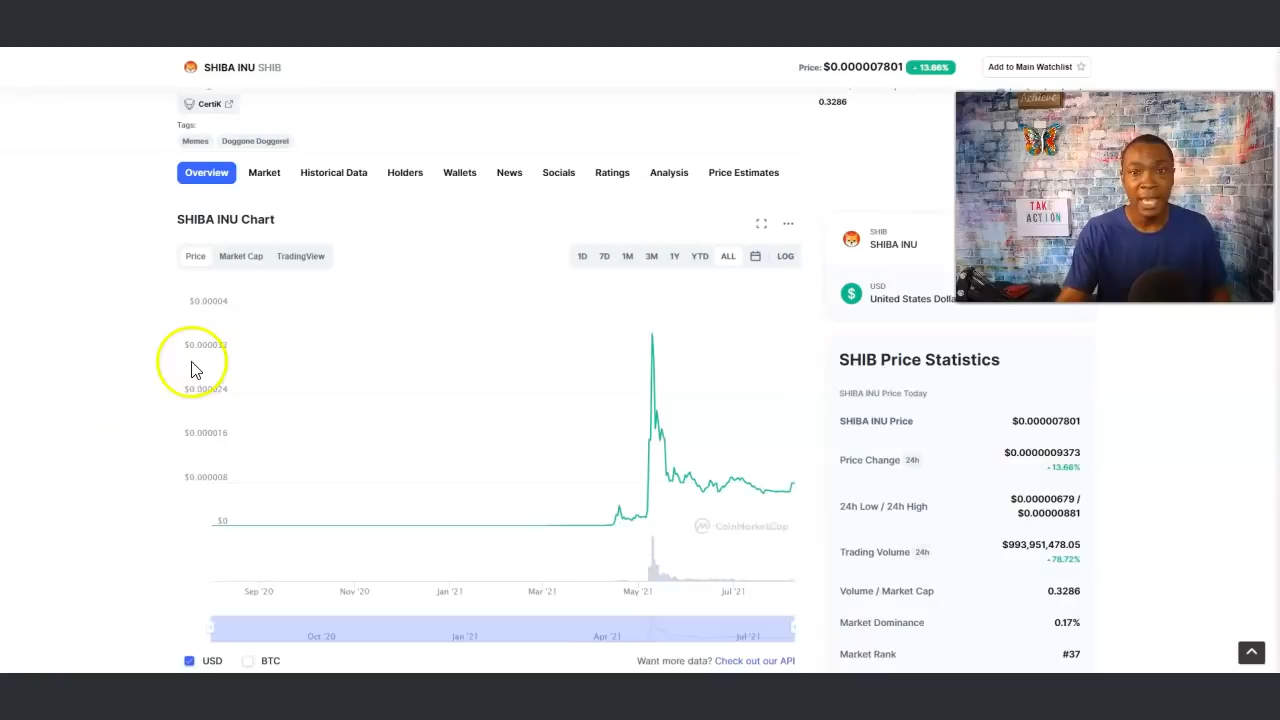 SHIBA INU SHIB
Price: $0.000007801 13.66%
Add to Main Watchlist
CertiK
0.3286
Tags:
Memes Doggone Doggerel
Overview Market Historical Data Holders Wallets News Socials Ratings Analysis Price Estimates
SHIBA INU Chart
Price Market Cap TradingView
1D 7D 1M 3M 1Y YTD ALL LOG
$0.00004
$0.000032
$0.000024
$0.000016
$0.000008
$0
CoinMarketCap
Sep '20 Nov '20 Jan '21 Mar '21 May '21 Jul '21
Oct '20 Jan '21 Apr '21 Jul '21
USD BTC
Want more data? Check out our API
SHIB
SHIBA INU
USD
$
United States Dolla
SHIB Price Statistics
SHIBA INU Price Today
SHIBA INU Price $0.000007801
Price Change 24h $0.0000009373
13.66%
24h Low / 24h High $0.00000679 /
$0.00000881
Trading Volume 24h $993,951,478.05
78.72%
Volume / Market Cap 0.3286
Market Dominance 0.17%
Market Rank #37
Achieve
TAKE
ACTION